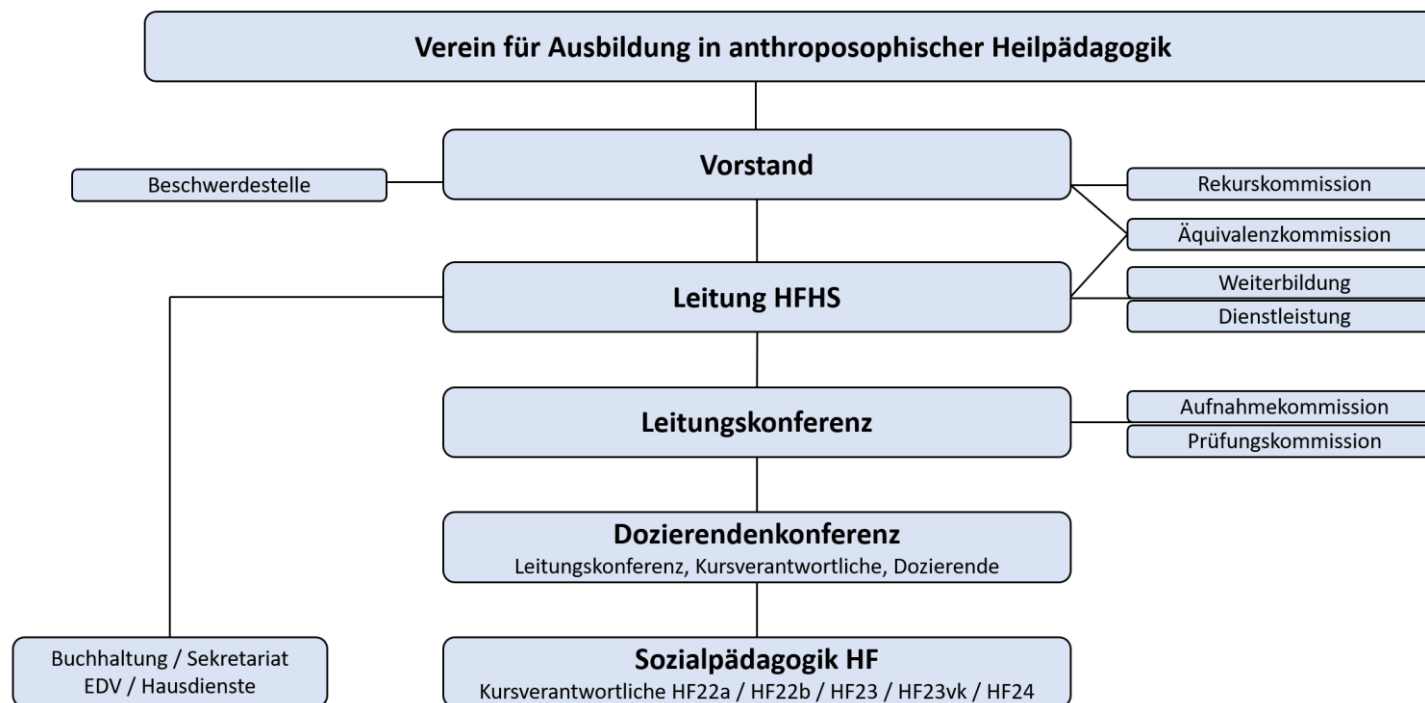 Verein für Ausbildung in anthroposophischer Heilpädagogik
Vorstand
Beschwerdestelle
Rekurskommission
Äquivalenzkommission
Leitung HFHS
Weiterbildung
Dienstleistung
Leitungskonferenz
Aufnahmekommission
Prüfungskommission
Dozierendenkonferenz
Leitungskonferenz, Kursverantwortliche, Dozierende
Buchhaltung / Sekretariat
EDV / Hausdienste
Sozialpädagogik HF
Kursverantwortliche HF22a / HF22b / HF23 / HF23vk / HF24